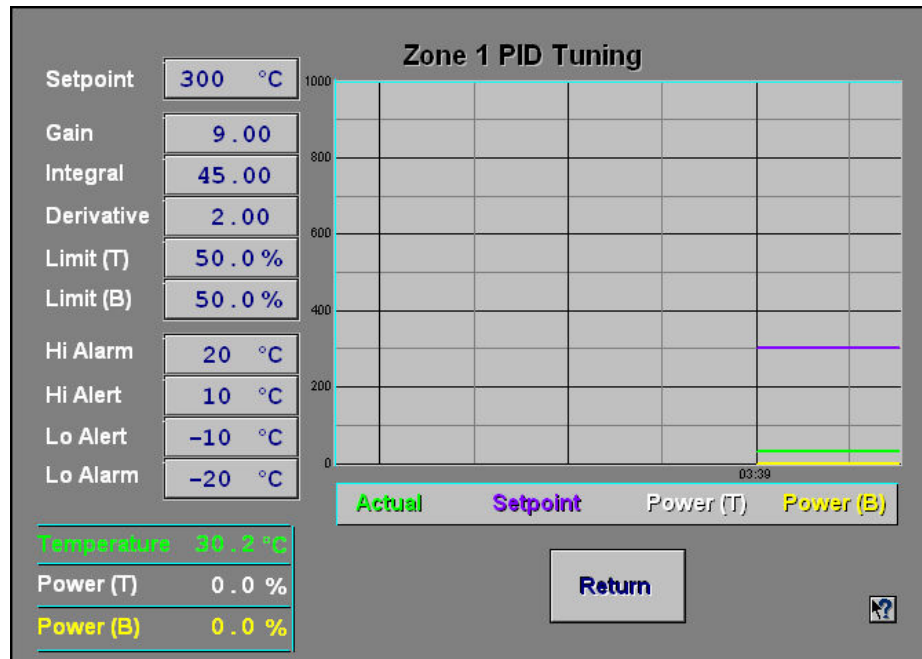 Zone 1 PID Tuning
Setpoint 300 °C
Gain 9.00
Integral 45.00
Derivative 2.00
Limit (T) 50.0 %
Limit (B) 50.0 %
Hi Alarm 20 °C
Hi Alert 10 °C
Lo Alert -10 °C
Lo Alarm -20 °C
Temperature 30.2 °C
Power (T) 0.0 %
Power (B) 0.0 %
1000
800
600
400
200
0
03:39
Actual Setpoint Power (T) Power (B)
Return
?